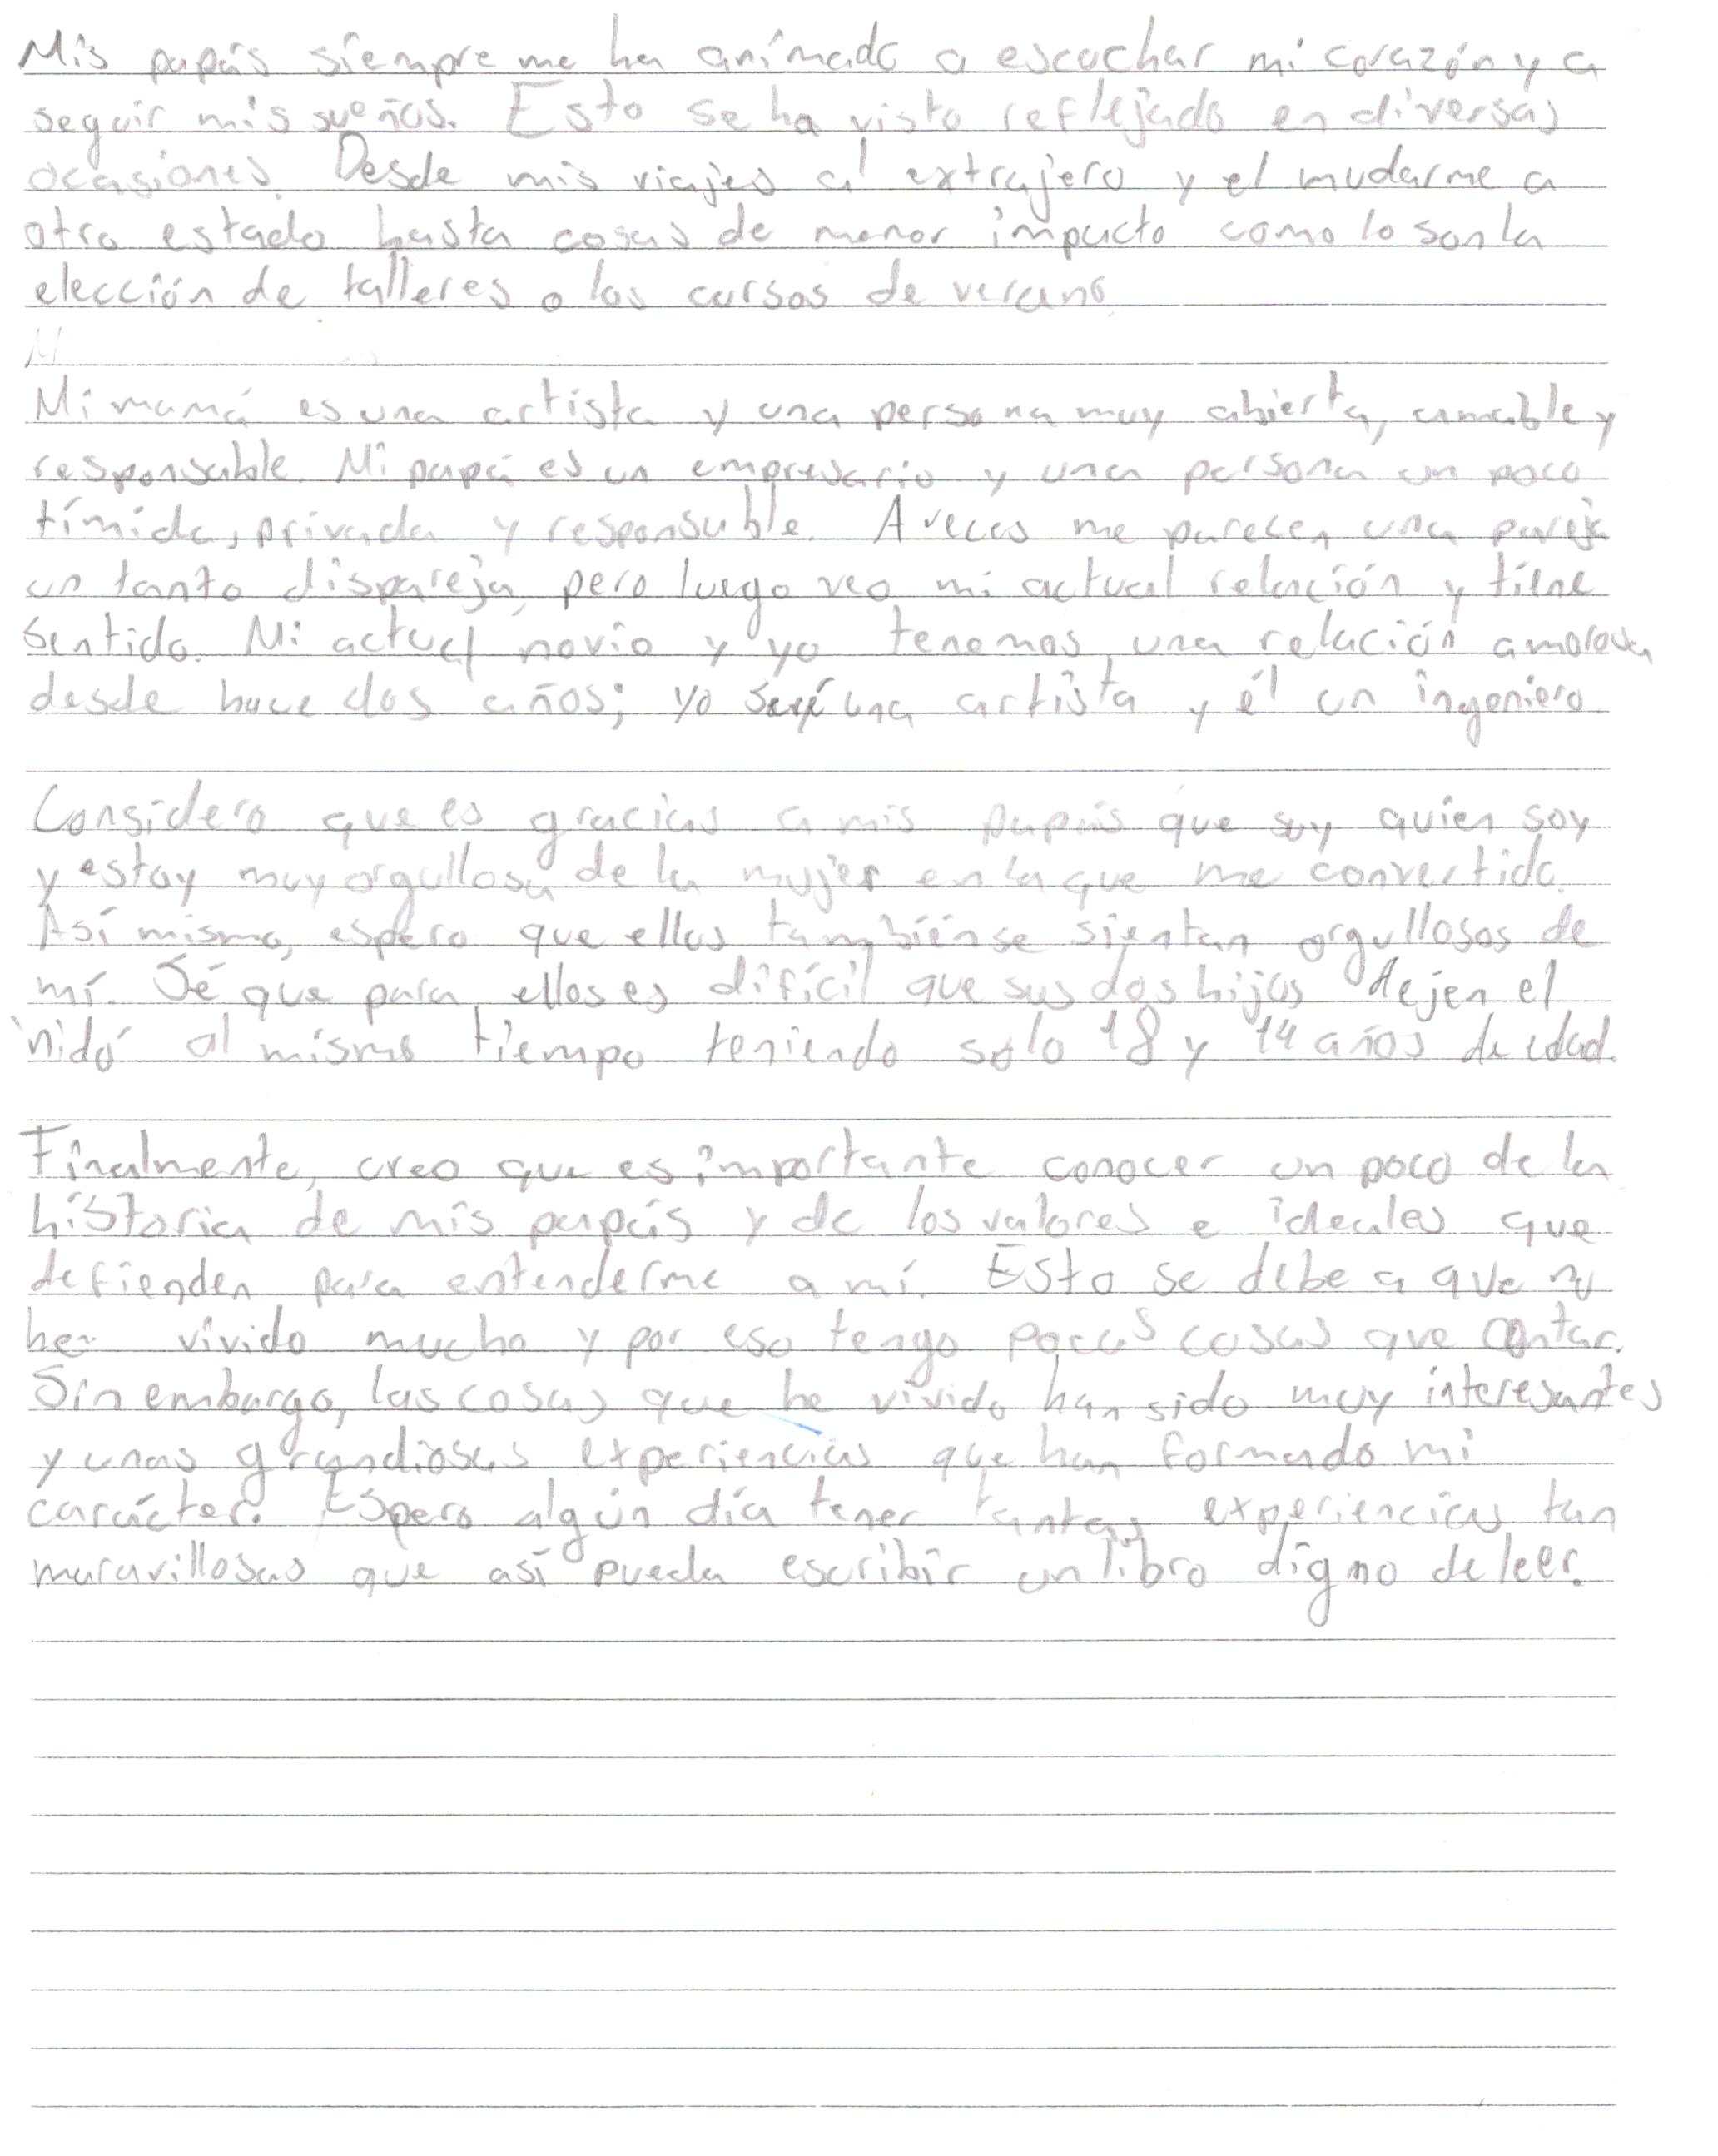 Mis papás siempre me ha animado a escuchar mi corazón y a
seguir mis sueños. Esto se ha visto reflejado en diversas
ocasiones. Desde mis viajes al extrajero y el mudarme a
otro estado hasta cosas de menor impacto como lo son la
elección de talleres o los cursos de verano
M
Mi mamá es una artista y una persona muy abierta, amable y
responsable. Mi papá es un empresario y una persona un poco
tímida, privada y responsable. A veces me parecen una pareja
un tanto dispareja, pero luego veo mi actual relación y tiene
sentido. Mi actual novio y yo tenemos una relación amorosa
desde hace dos años; yo seré una artista y él un ingeniero.
Considero que es gracias a mis papás que soy quien soy
y estoy muy orgullosa de la mujer en la que me convertido.
Así mismo, espero que ellos también se sientan orgullosos de
mí. Sé que para ellos es difícil que sus dos hijas dejen el
'nido' al mismo tiempo teniendo solo 18 y 14 años de edad.
Finalmente, creo que es importante conocer un poco de la
historia de mis papás y de los valores e ideales que
defienden para entenderme a mí. Esto se debe a que no
he vivido mucho y por eso tengo pocas cosas que contar.
Sin embargo, las cosas que he vivido han sido muy interesantes
y unas grandiosas experiencias que han formado mi
carácter. Espero algún día tener tantas experiencias tan
maravillosas que así pueda escribir un libro digno de leer.